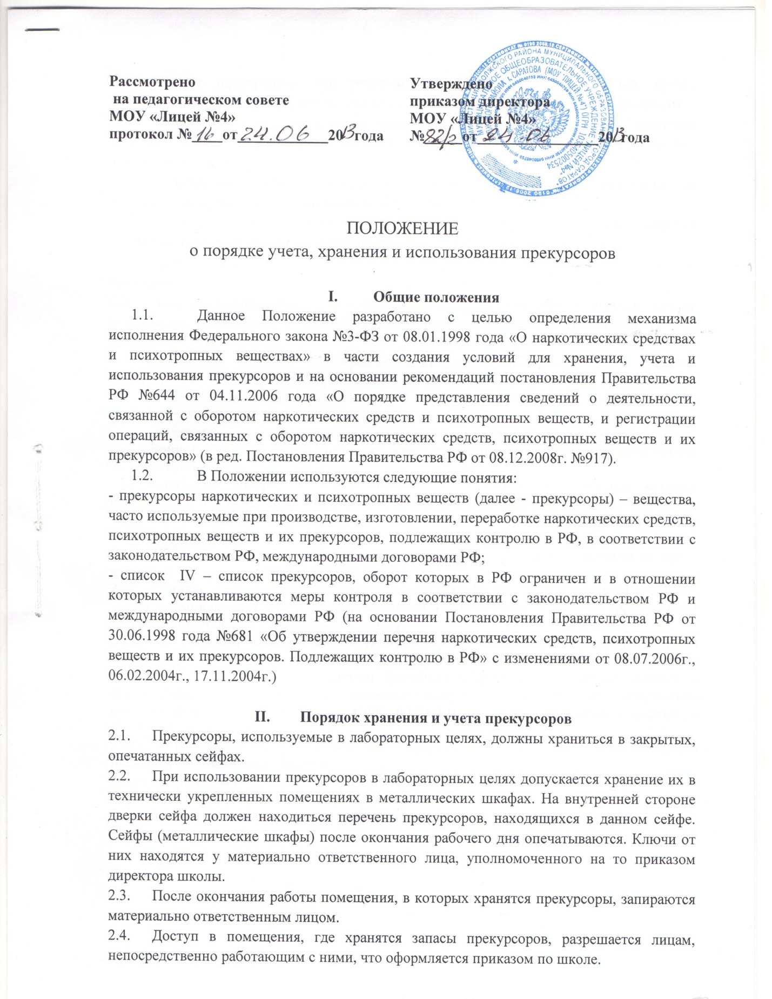 Рассмотрено
на педагогическом совете
МОУ «Лицей №4»
протокол № 16 от 24.06 2013 года
Утверждено
приказом директора
МОУ «Лицей №4»
№ от 24.06 2013 года
ПОЛОЖЕНИЕ
о порядке учета, хранения и использования прекурсоров
I. Общие положения
1.1. Данное Положение разработано с целью определения механизма
исполнения Федерального закона №3-ФЗ от 08.01.1998 года «О наркотических средствах
и психотропных веществах» в части создания условий для хранения, учета и
использования прекурсоров и на основании рекомендаций постановления Правительства
РФ №644 от 04.11.2006 года «О порядке представления сведений о деятельности,
связанной с оборотом наркотических средств и психотропных веществ, и регистрации
операций, связанных с оборотом наркотических средств, психотропных веществ и их
прекурсоров» (в ред. Постановления Правительства РФ от 08.12.2008г. №917).
1.2. В Положении используются следующие понятия:
- прекурсоры наркотических и психотропных веществ (далее - прекурсоры) – вещества,
часто используемые при производстве, изготовлении, переработке наркотических средств,
психотропных веществ и их прекурсоров, подлежащих контролю в РФ, в соответствии с
законодательством РФ, международными договорами РФ;
- список IV – список прекурсоров, оборот которых в РФ ограничен и в отношении
которых устанавливаются меры контроля в соответствии с законодательством РФ и
международными договорами РФ (на основании Постановления Правительства РФ от
30.06.1998 года №681 «Об утверждении перечня наркотических средств, психотропных
веществ и их прекурсоров. Подлежащих контролю в РФ» с изменениями от 08.07.2006г.,
06.02.2004г., 17.11.2004г.)
II. Порядок хранения и учета прекурсоров
2.1. Прекурсоры, используемые в лабораторных целях, должны храниться в закрытых,
опечатанных сейфах.
2.2. При использовании прекурсоров в лабораторных целях допускается хранение их в
технически укрепленных помещениях в металлических шкафах. На внутренней стороне
дверки сейфа должен находиться перечень прекурсоров, находящихся в данном сейфе.
Сейфы (металлические шкафы) после окончания рабочего дня опечатываются. Ключи от
них находятся у материально ответственного лица, уполномоченного на то приказом
директора школы.
2.3. После окончания работы помещения, в которых хранятся прекурсоры, запираются
материально ответственным лицом.
2.4. Доступ в помещения, где хранятся запасы прекурсоров, разрешается лицам,
непосредственно работающим с ними, что оформляется приказом по школе.